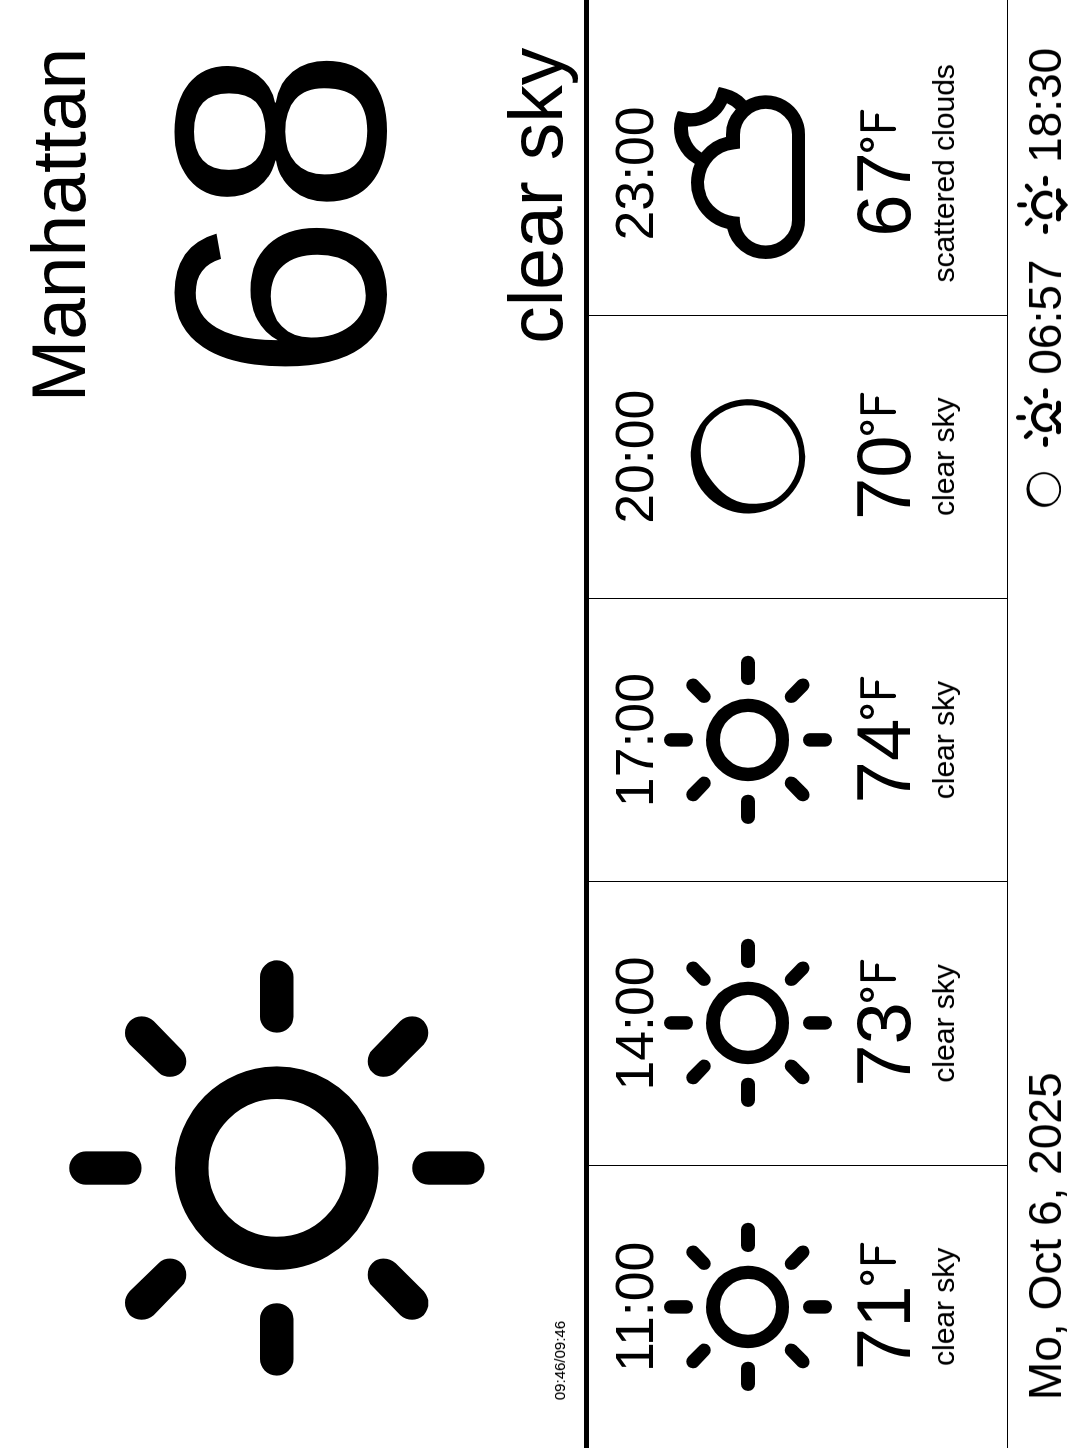 Manhattan
68
clear sky
09:46/09:46
11:00
71°F
clear sky
14:00
73°F
clear sky
17:00
74°F
clear sky
20:00
70°F
clear sky
23:00
67°F
scattered clouds
Mo, Oct 6, 2025
06:57
18:30